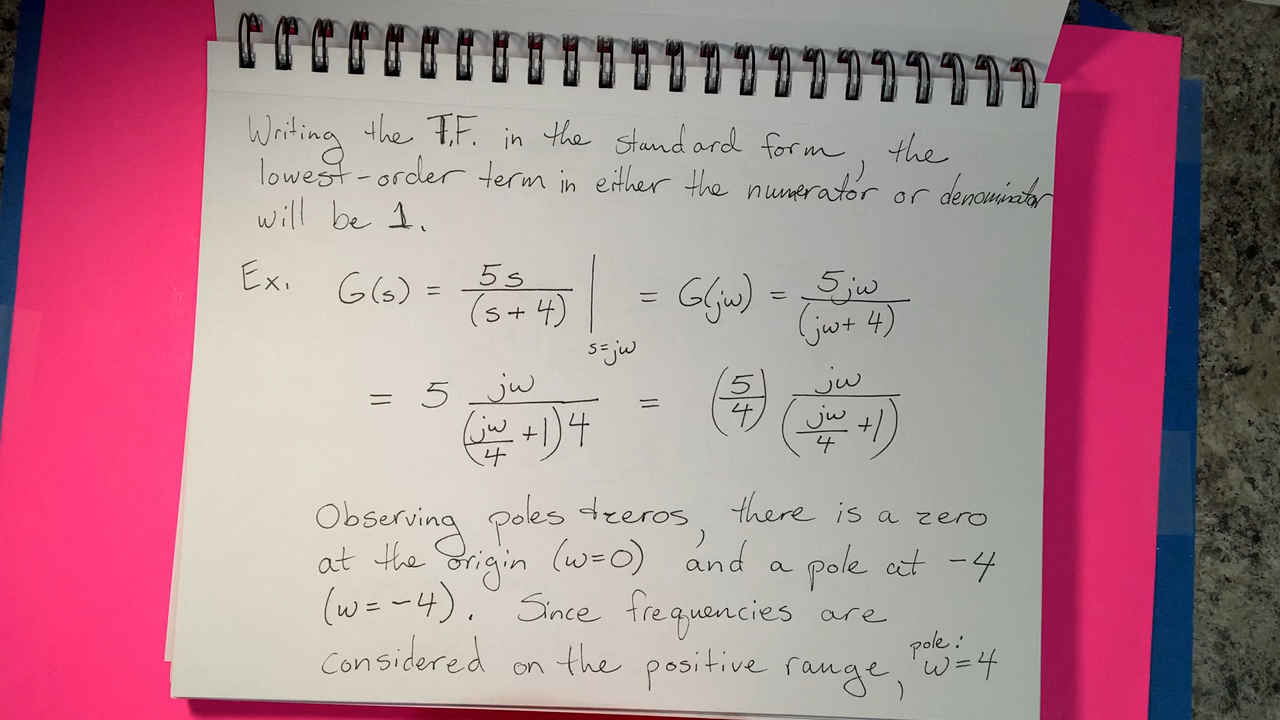 Writing the T.F. in the standard form, the
lowest-order term in either the numerator or denominator
will be 1.
Ex. G(s) = 5s/(s+4) |s=jw = G(jw) = 5jw/(jw+4)
= 5 jw/((jw/4 +1)4) = (5/4) jw/(jw/4 +1)
Observing poles & zeros, there is a zero
at the origin (w=0) and a pole at -4
(w=-4). Since frequencies are
considered on the positive range, pole: w=4